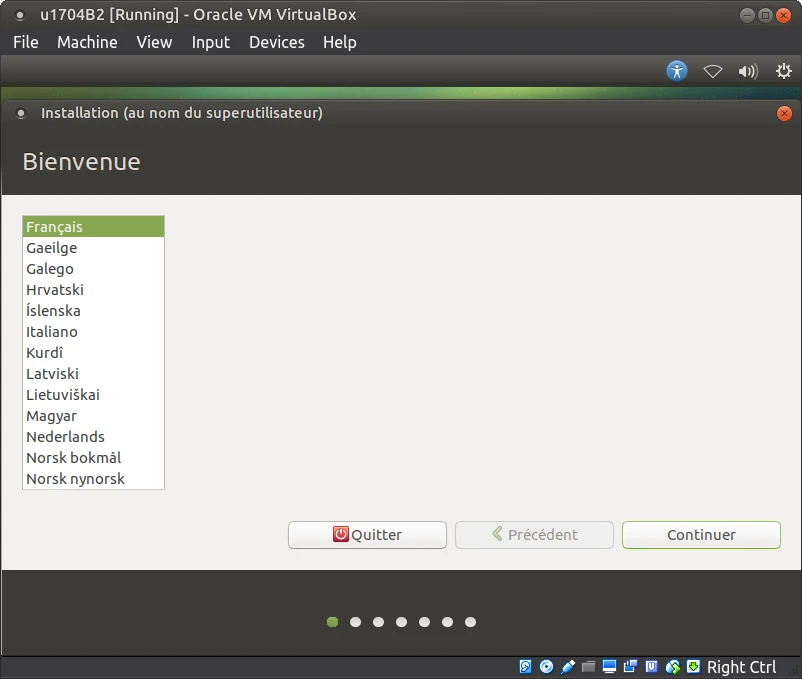 u1704B2 [Running] - Oracle VM VirtualBox
File Machine View Input Devices Help
Installation (au nom du superutilisateur)
Bienvenue
Français
Gaeilge
Galego
Hrvatski
Íslenska
Italiano
Kurdî
Latviski
Lietuviškai
Magyar
Nederlands
Norsk bokmål
Norsk nynorsk
Quitter Précédent Continuer
Right Ctrl